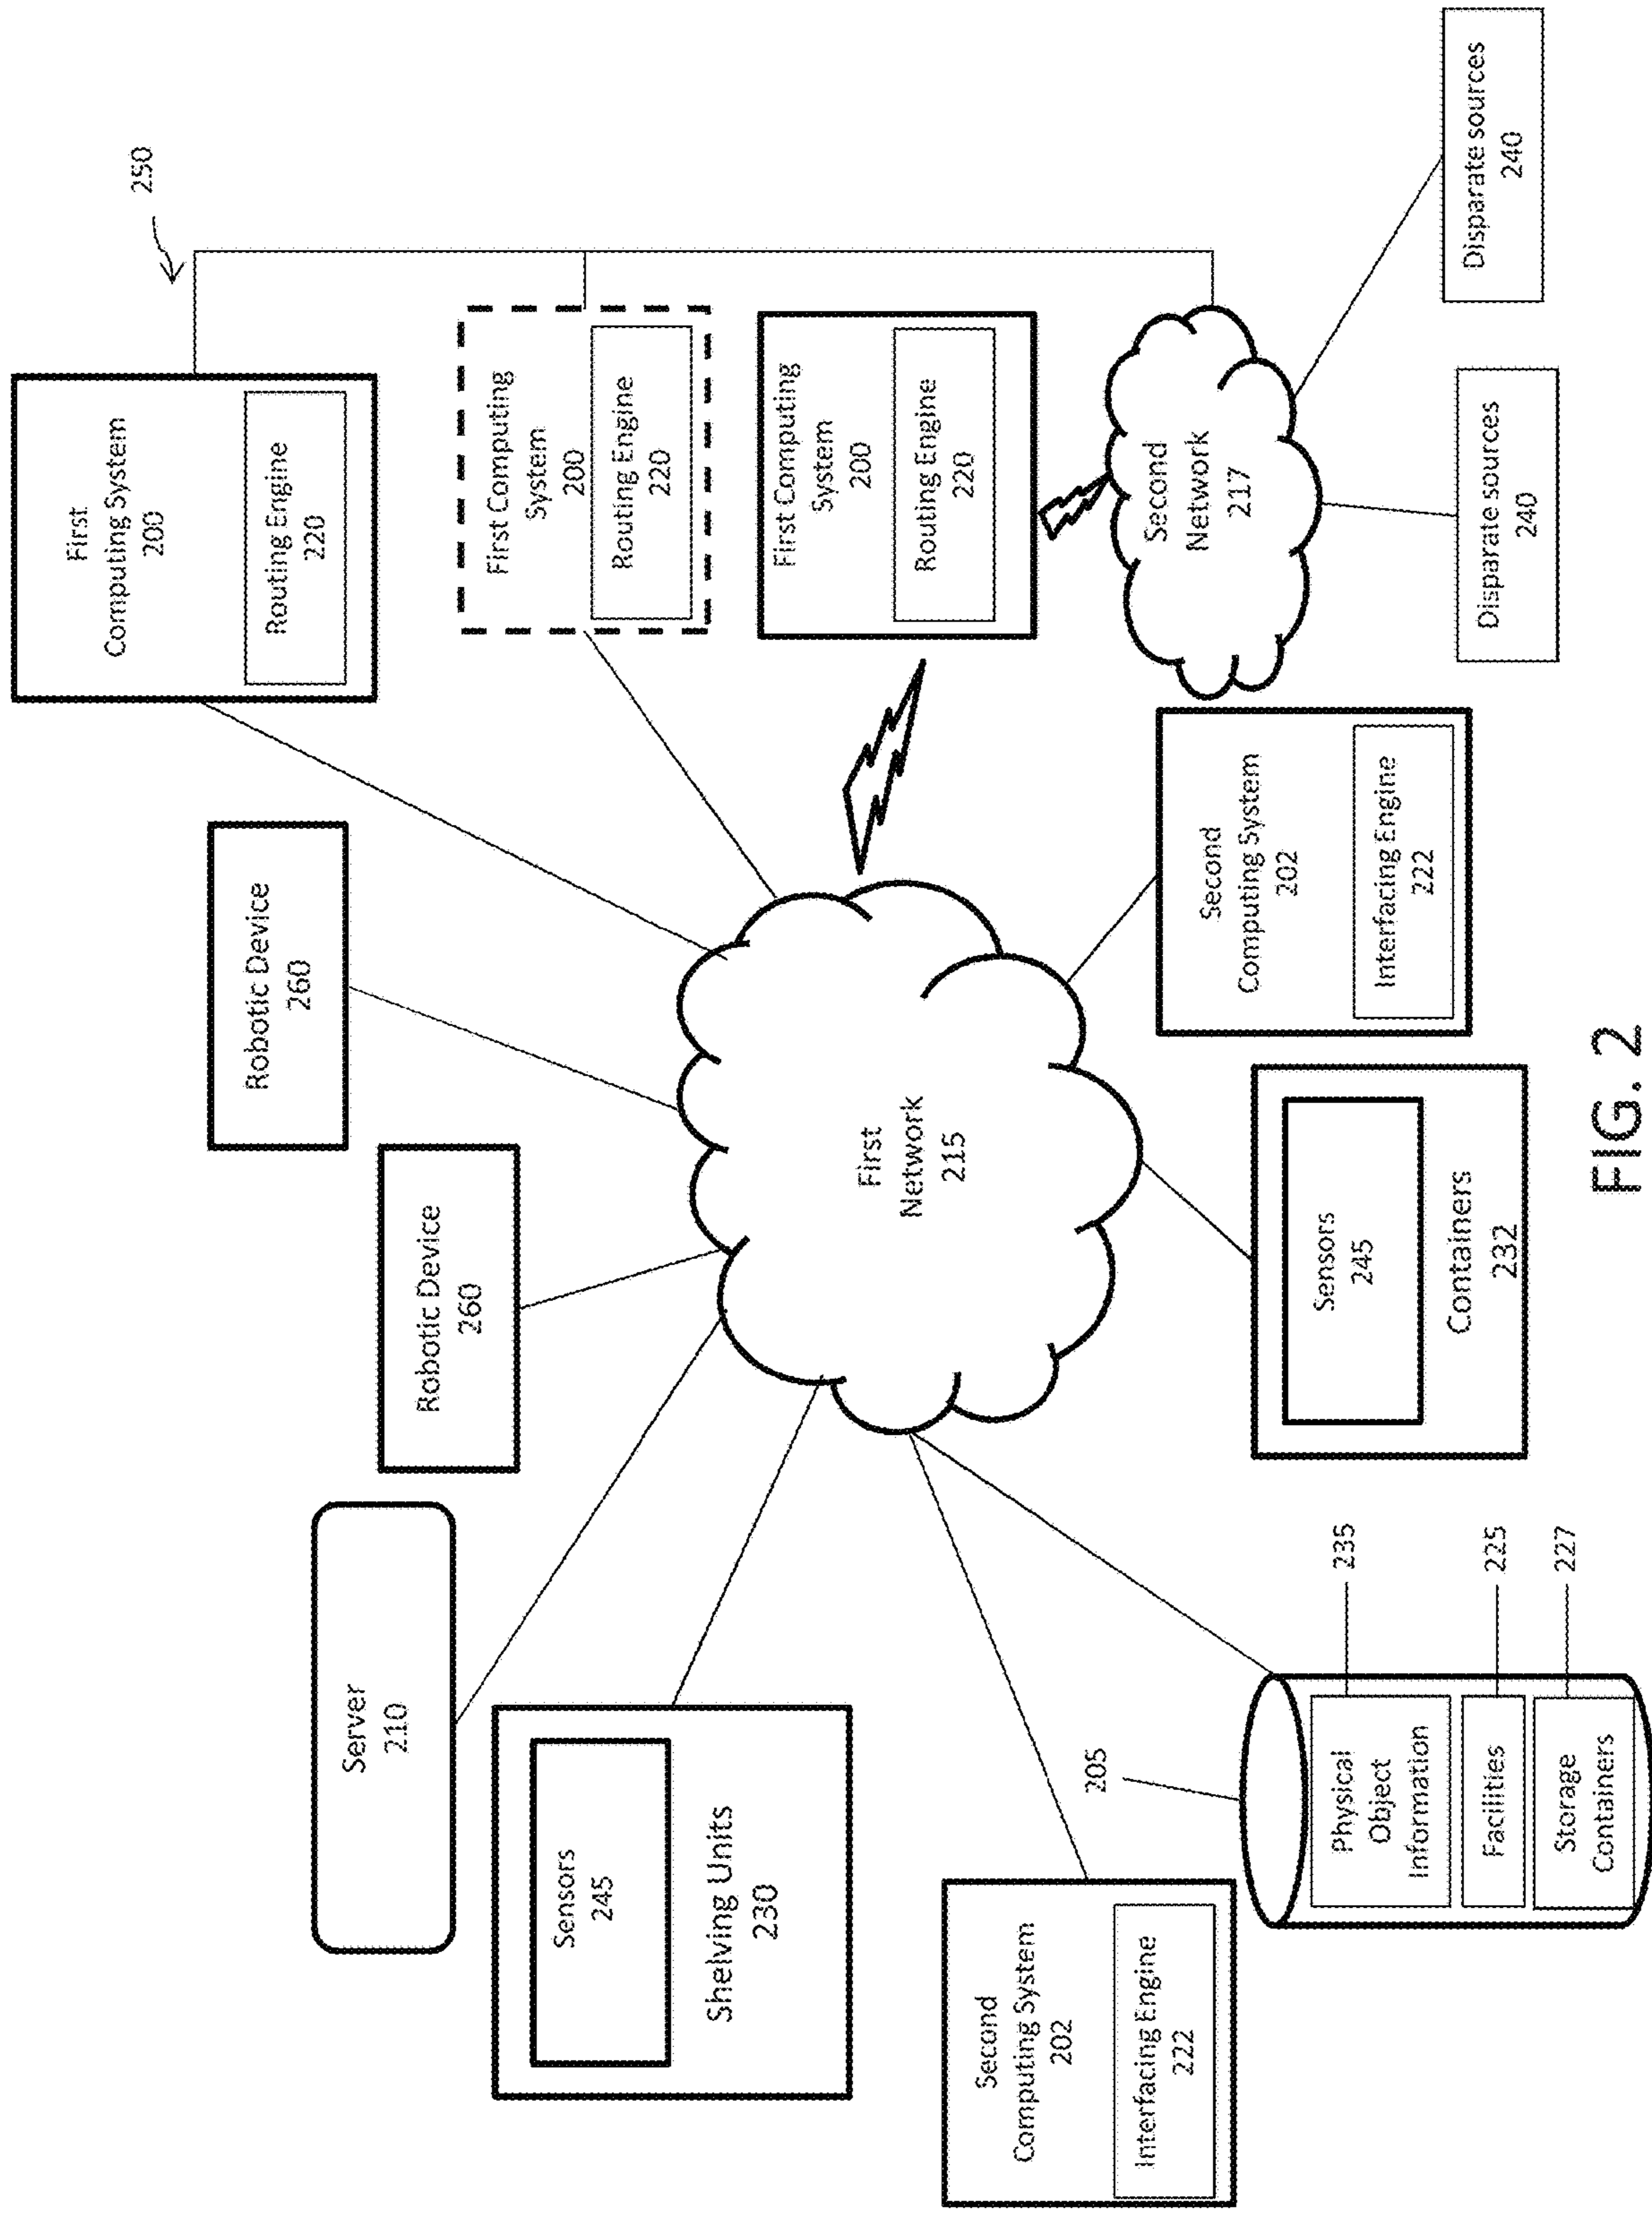 250
First
Computing System
200
Routing Engine
220
First Computing
System
200
Routing Engine
220
First Computing
System
200
Routing Engine
220
Second
Network
217
Disparate sources
240
Disparate sources
240
Robotic Device
260
Robotic Device
260
Server
210
Sensors
245
Shelving Units
230
First
Network
215
Second
Computing System
202
Interfacing Engine
222
Sensors
245
Containers
232
Second
Computing System
202
Interfacing Engine
222
205
Physical
Object
Information
235
Facilities
225
Storage
Containers
227
FIG. 2